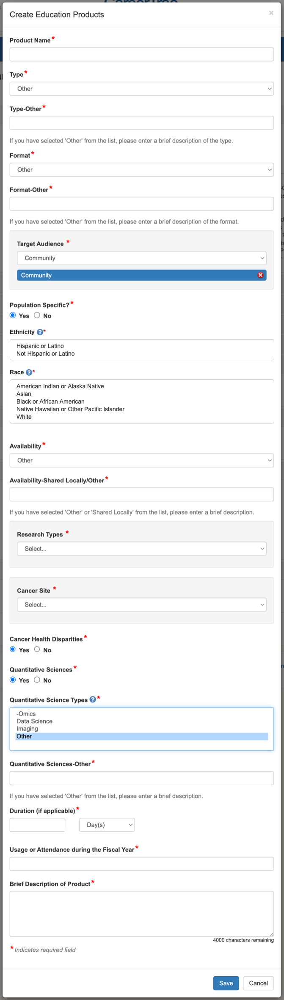 Create Education Products ×
Product Name*
Type*
Other
Type-Other*
If you have selected 'Other' from the list, please enter a brief description of the type.
Format*
Other
Format-Other*
If you have selected 'Other' from the list, please enter a brief description of the format.
Target Audience *
Community
Community
Population Specific?*
Yes No
Ethnicity ?*
Hispanic or Latino
Not Hispanic or Latino
Race ?*
American Indian or Alaska Native
Asian
Black or African American
Native Hawaiian or Other Pacific Islander
White
Availability*
Other
Availability-Shared Locally/Other*
If you have selected 'Other' or 'Shared Locally' from the list, please enter a brief description.
Research Types *
Select...
Cancer Site *
Select...
Cancer Health Disparities*
Yes No
Quantitative Sciences*
Yes No
Quantitative Science Types ?*
-Omics
Data Science
Imaging
Other
Quantitative Sciences-Other*
If you have selected 'Other' from the list, please enter a brief description.
Duration (if applicable)*
Day(s)
Usage or Attendance during the Fiscal Year*
Brief Description of Product*
4000 characters remaining
* Indicates required field
Save Cancel